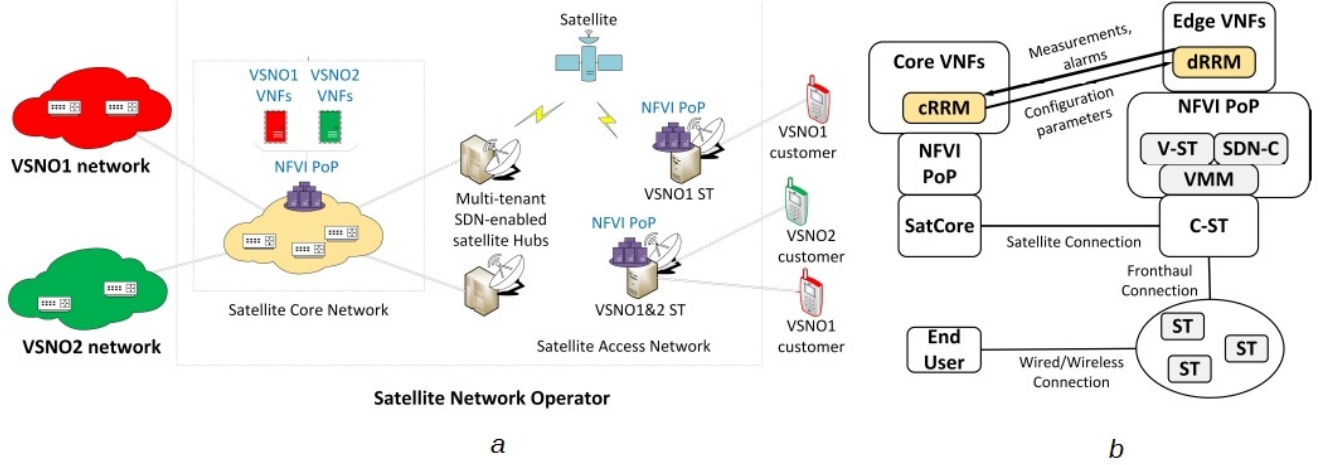 VSNO1 network
VSNO2 network
VSNO1
VNFs
VSNO2
VNFs
NFVI PoP
Satellite Core Network
Satellite
Multi-tenant
SDN-enabled
satellite Hubs
NFVI PoP
VSNO1 ST
NFVI PoP
VSNO1&2 ST
VSNO1
customer
VSNO2
customer
VSNO1
customer
Satellite Access Network
Satellite Network Operator
a
Core VNFs
cRRM
NFVI
PoP
SatCore
Measurements,
alarms
Configuration
parameters
Edge VNFs
dRRM
NFVI PoP
V-ST
SDN-C
VMM
C-ST
Satellite Connection
Fronthaul
Connection
ST
ST
ST
End
User
Wired/Wireless
Connection
b